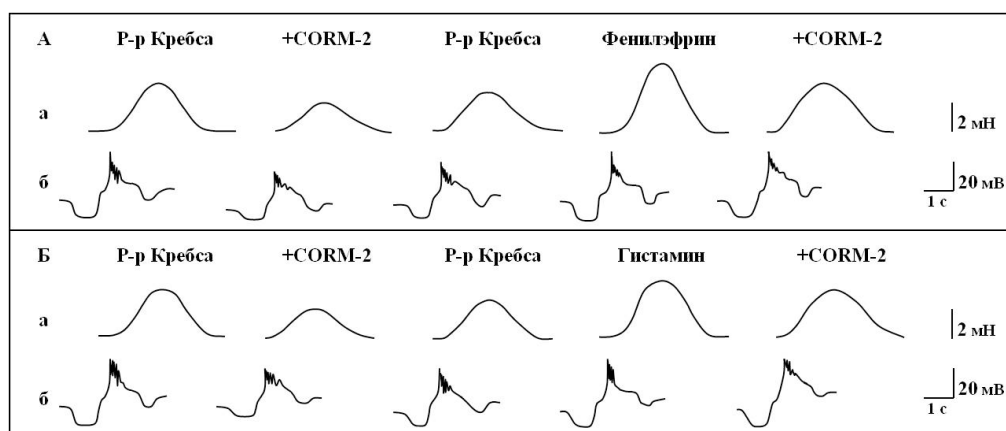 А Р-р Кребса +CORM-2 Р-р Кребса Фенилэфрин +CORM-2
а 2 мН
б 20 мВ
1 с
Б Р-р Кребса +CORM-2 Р-р Кребса Гистамин +CORM-2
а 2 мН
б 20 мВ
1 с